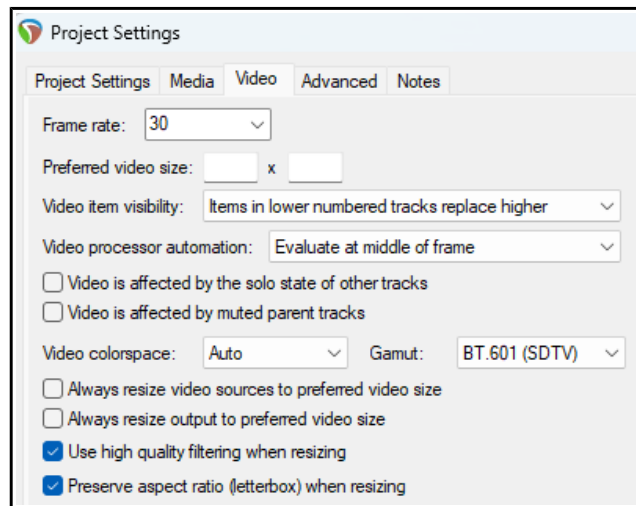 Project Settings
Project Settings Media Video Advanced Notes
Frame rate: 30
Preferred video size: x
Video item visibility: Items in lower numbered tracks replace higher
Video processor automation: Evaluate at middle of frame
Video is affected by the solo state of other tracks
Video is affected by muted parent tracks
Video colorspace: Auto Gamut: BT.601 (SDTV)
Always resize video sources to preferred video size
Always resize output to preferred video size
Use high quality filtering when resizing
Preserve aspect ratio (letterbox) when resizing